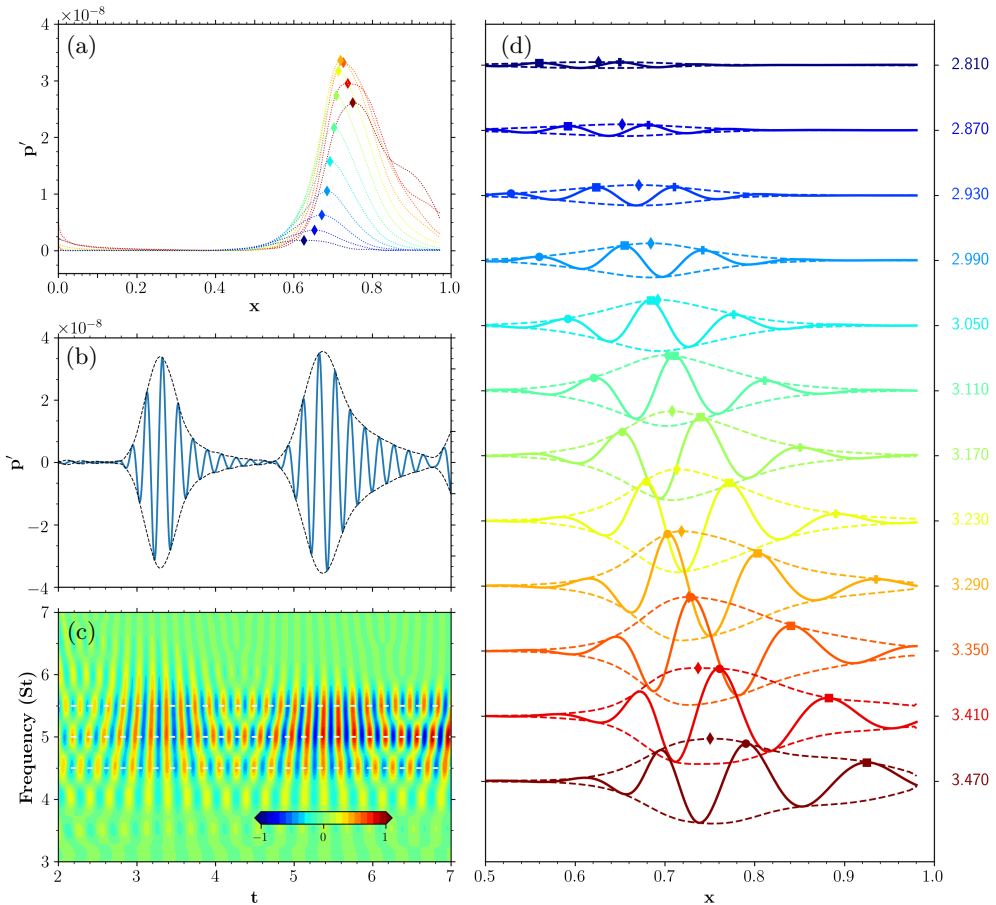 ×10⁻⁸
(a)
4
3
2
1
0
p′
0.0 0.2 0.4 0.6 0.8 1.0
x
×10⁻⁸
(b)
4
2
0
−2
−4
p′
(c)
7
6
5
4
3
Frequency (St)
−1 0 1
2 3 4 5 6 7
t
(d)
2.810
2.870
2.930
2.990
3.050
3.110
3.170
3.230
3.290
3.350
3.410
3.470
0.5 0.6 0.7 0.8 0.9 1.0
x